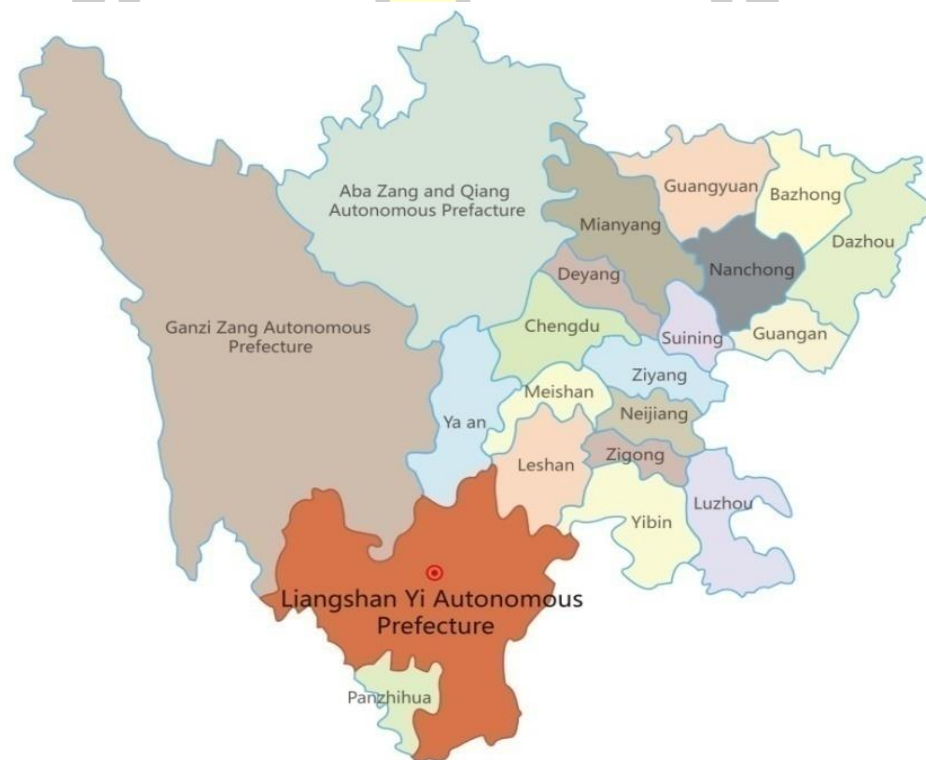 Guangyuan
Bazhong
Aba Zang and Qiang
Autonomous Prefacture
Mianyang
Dazhou
Nanchong
Deyang
Ganzi Zang Autonomous
Prefecture
Chengdu
Suining
Guangan
Ziyang
Meishan
Neijiang
Ya an
Leshan
Zigong
Luzhou
Yibin
Liangshan Yi Autonomous
Prefecture
Panzhihua